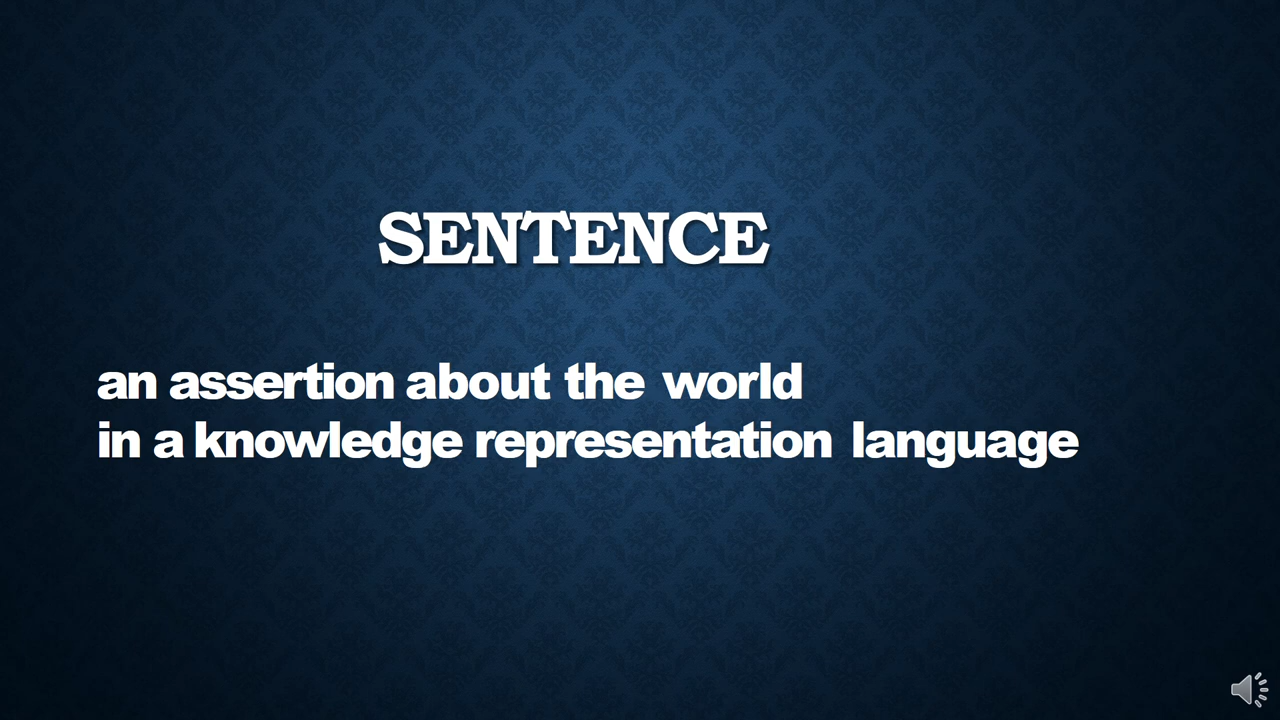 SENTENCE
an assertion about the world
in a knowledge representation language